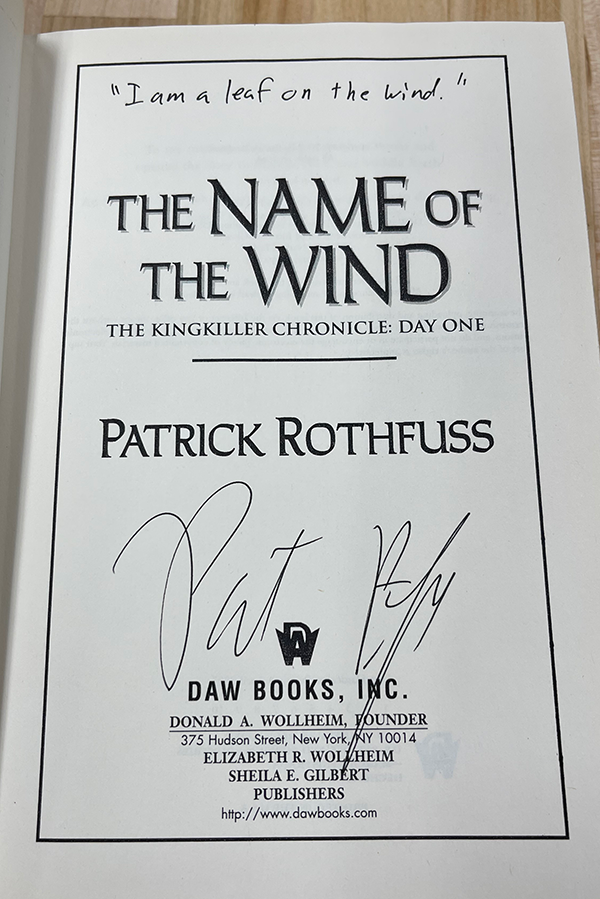 "I am a leaf on the wind."
THE NAME OF
THE WIND
THE KINGKILLER CHRONICLE: DAY ONE
PATRICK ROTHFUSS
Pat
DAW BOOKS, INC.
DONALD A. WOLLHEIM, FOUNDER
375 Hudson Street, New York, NY 10014
ELIZABETH R. WOLLHEIM
SHEILA E. GILBERT
PUBLISHERS
http://www.dawbooks.com